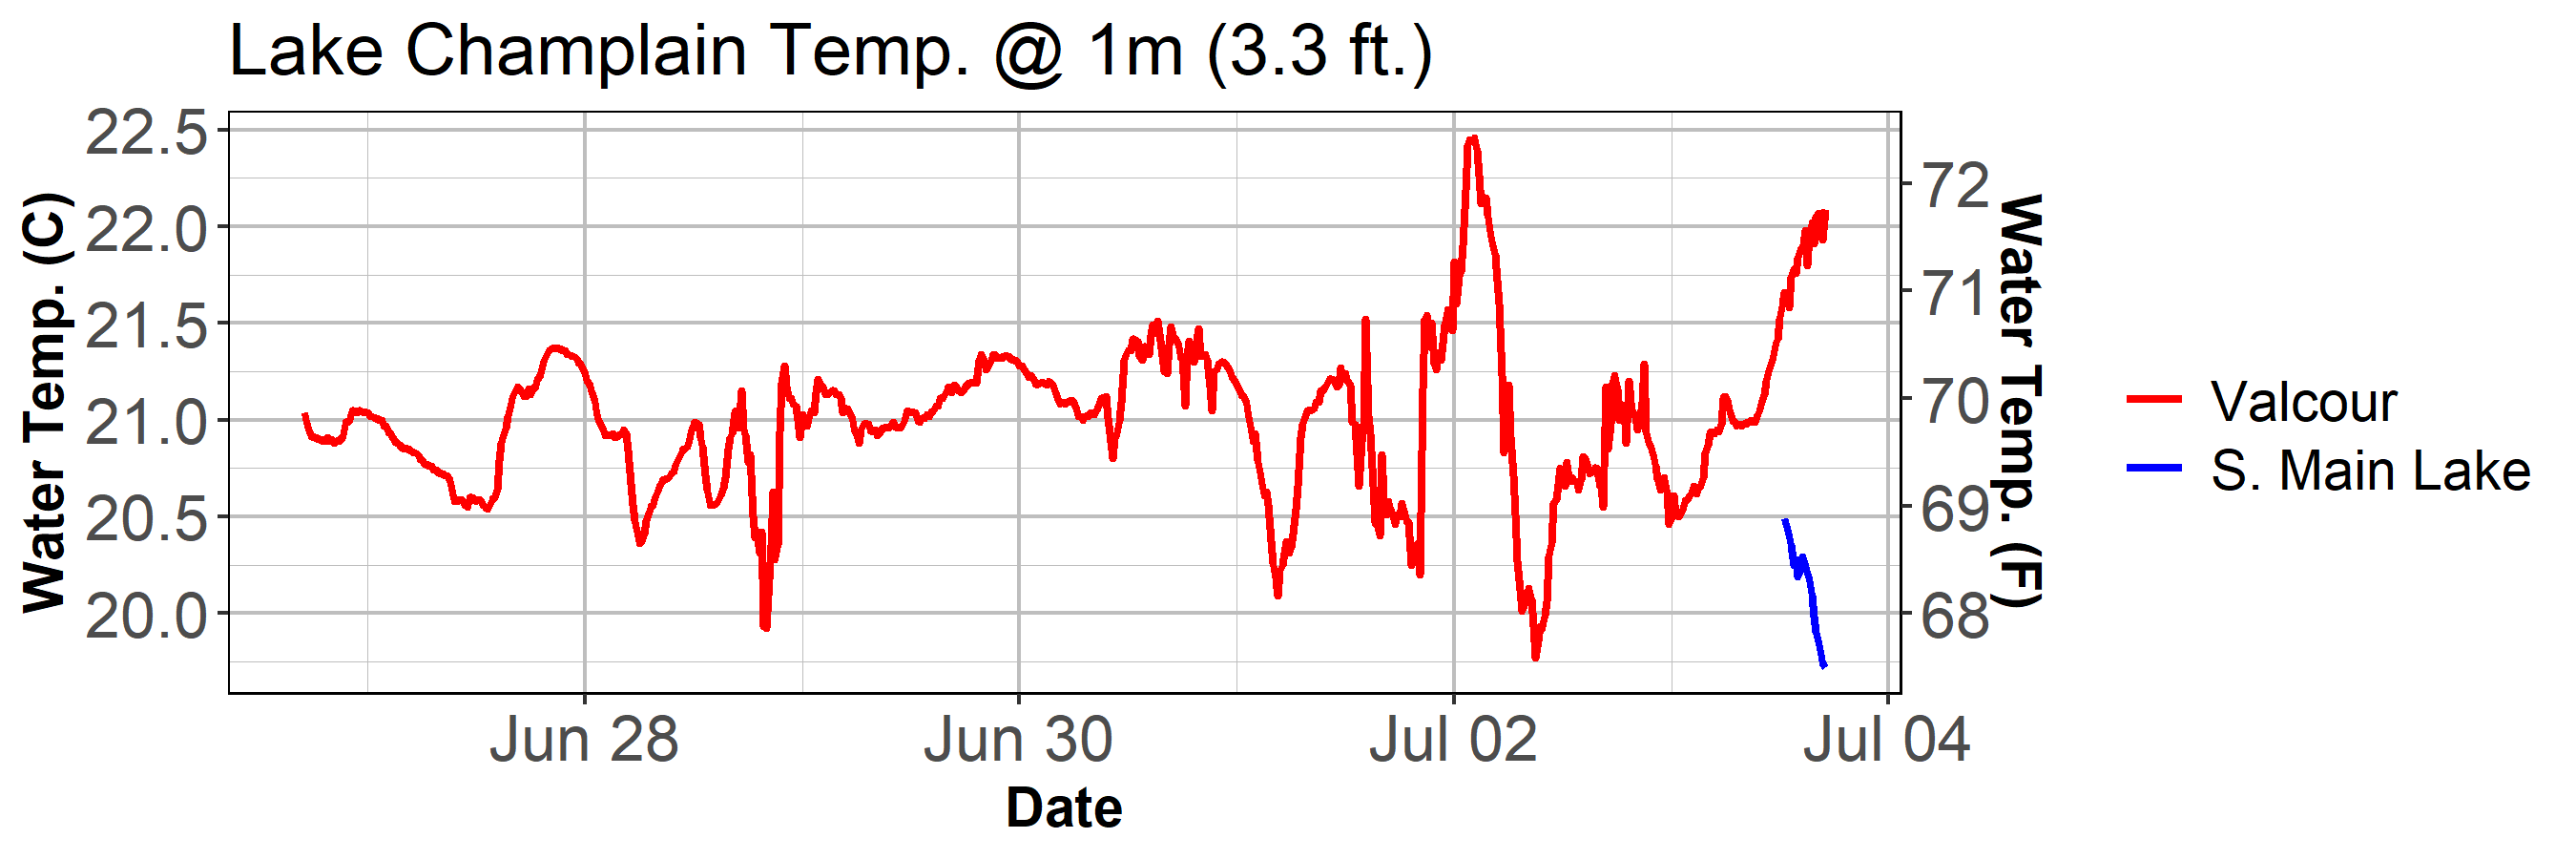 Lake Champlain Temp. @ 1m (3.3 ft.)
Water Temp. (C)
22.5
22.0
21.5
21.0
20.5
20.0
72
71
70
69
68
Water Temp. (F)
Jun 28
Jun 30
Jul 02
Jul 04
Date
Valcour
S. Main Lake